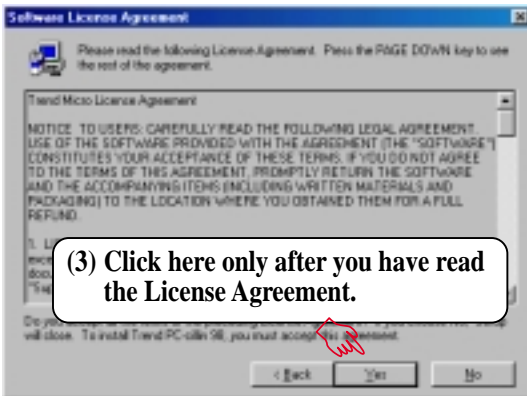 Software License Agreement
Please read the following License Agreement. Press the PAGE DOWN key to see
the rest of the agreement.
Trend Micro License Agreement
NOTICE TO USERS: CAREFULLY READ THE FOLLOWING LEGAL AGREEMENT.
USE OF THE SOFTWARE PROVIDED WITH THE AGREEMENT (THE "SOFTWARE")
CONSTITUTES YOUR ACCEPTANCE OF THESE TERMS. IF YOU DO NOT AGREE
TO THE TERMS OF THIS AGREEMENT, PROMPTLY RETURN THE SOFTWARE
AND THE ACCOMPANYING ITEMS (INCLUDING WRITTEN MATERIALS AND
PACKAGING) TO THE LOCATION WHERE YOU OBTAINED THEM FOR A FULL
REFUND.
(3) Click here only after you have read
the License Agreement.
will close. To install Trend PC-cillin 98, you must accept this agreement.
< Back
Yes
No